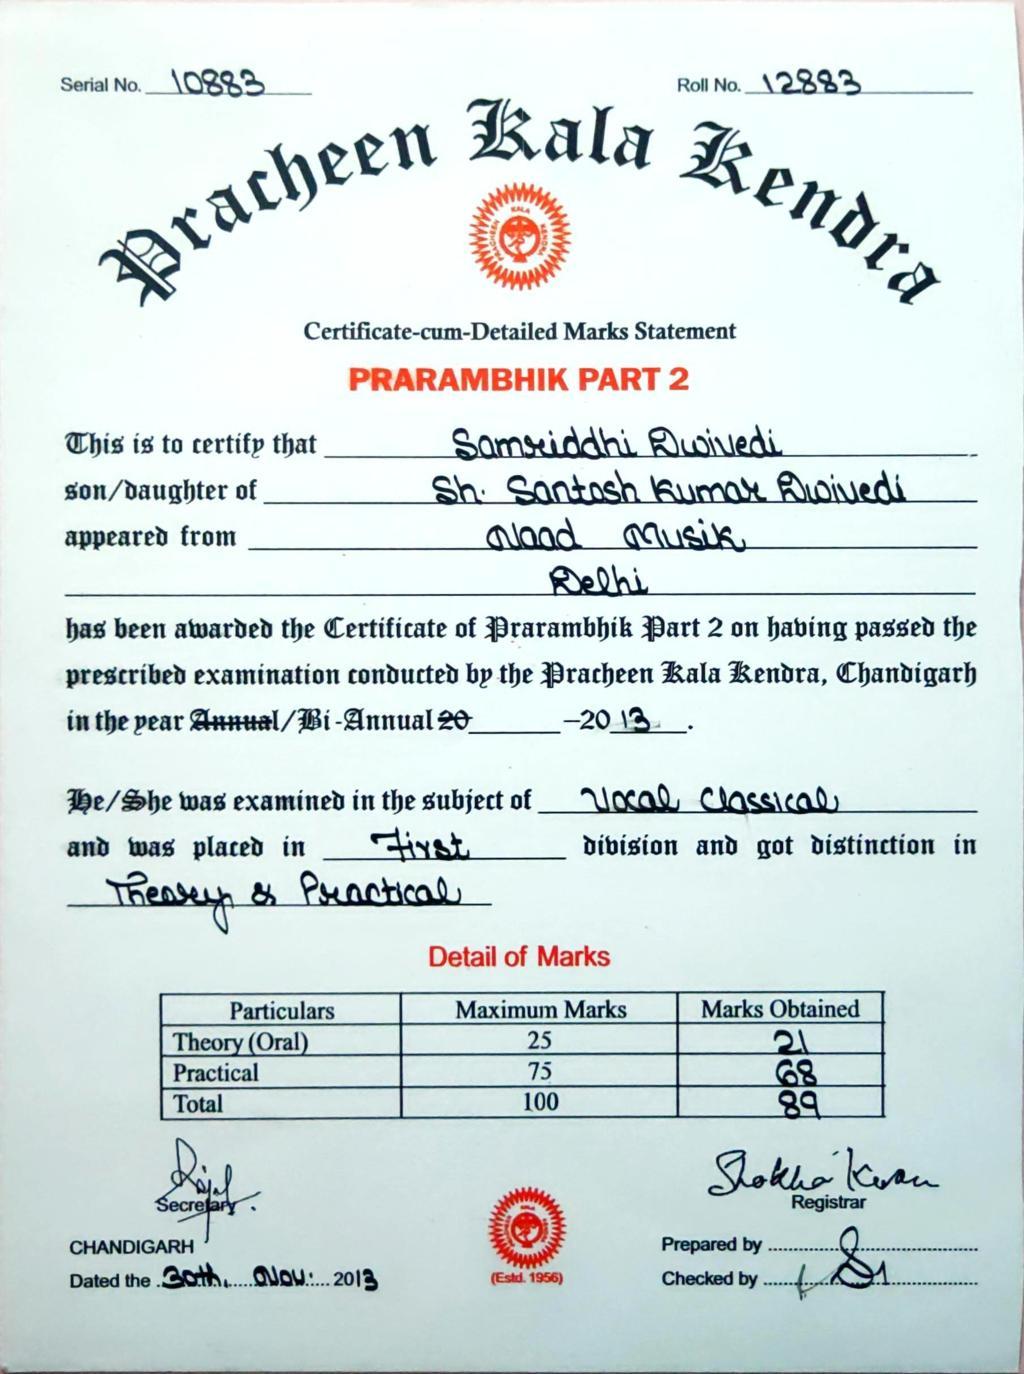 Serial No. 10883 Roll No. 12883
Pracheen Kala Kendra
PRACHEEN KALA KENDRA
Certificate-cum-Detailed Marks Statement
PRARAMBHIK PART 2
This is to certify that Samriddhi Dwivedi
son/daughter of Sh. Santosh Kumar Dwivedi
appeared from Naad Musik
Delhi
has been awarded the Certificate of Prarambhik Part 2 on having passed the
prescribed examination conducted by the Pracheen Kala Kendra, Chandigarh
in the year Annual/Bi-Annual 20 -2013.
He/She was examined in the subject of Vocal Classical
and was placed in First division and got distinction in
Theory & Practical
Detail of Marks
Particulars Maximum Marks Marks Obtained
Theory (Oral) 25 21
Practical 75 68
Total 100 89
Secretary Registrar
CHANDIGARH Prepared by
Dated the 30th, Nov. 2013 (Estd. 1956) Checked by